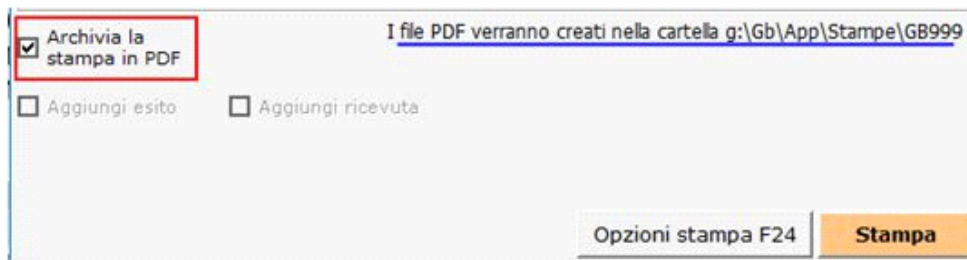 Archivia la
stampa in PDF
I file PDF verranno creati nella cartella g:\Gb\App\Stampe\GB999
Aggiungi esito
Aggiungi ricevuta
Opzioni stampa F24
Stampa